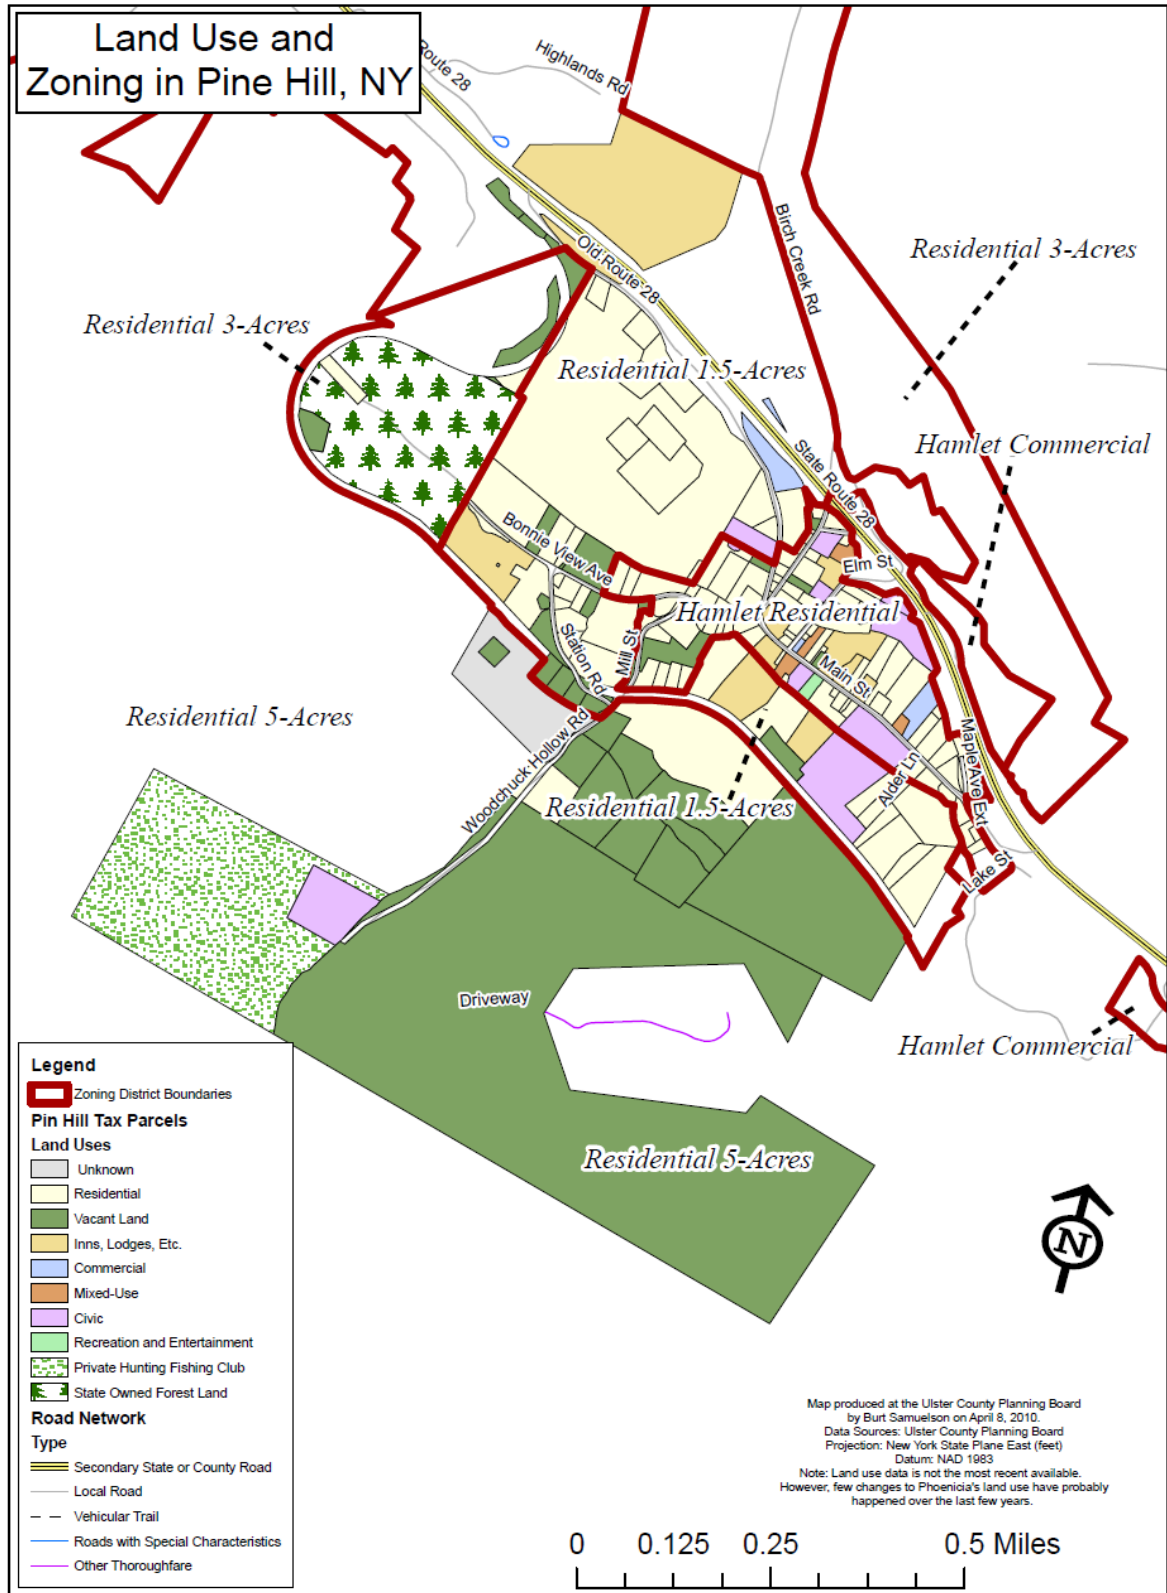 Land Use and
Zoning in Pine Hill, NY
Route 28
Highlands Rd
Birch Creek Rd
Old Route 28
Residential 3-Acres
Residential 3-Acres
Residential 1.5-Acres
Hamlet Commercial
State Route 28
Bonnie View Ave
Elm St
Hamlet Residential
Station Rd
Mill St
Main St
Residential 5-Acres
Maple Ave Ext
Woodchuck Hollow Rd
Alder Ln
Residential 1.5-Acres
Lake St
Driveway
Hamlet Commercial
Residential 5-Acres
N
Legend
Zoning District Boundaries
Pin Hill Tax Parcels
Land Uses
Unknown
Residential
Vacant Land
Inns, Lodges, Etc.
Commercial
Mixed-Use
Civic
Recreation and Entertainment
Private Hunting Fishing Club
State Owned Forest Land
Road Network
Type
Secondary State or County Road
Local Road
Vehicular Trail
Roads with Special Characteristics
Other Thoroughfare
Map produced at the Ulster County Planning Board
by Burt Samuelson on April 8, 2010.
Data Sources: Ulster County Planning Board
Projection: New York State Plane East (feet)
Datum: NAD 1983
Note: Land use data is not the most recent available.
However, few changes to Phoenicia's land use have probably
happened over the last few years.
0 0.125 0.25 0.5 Miles